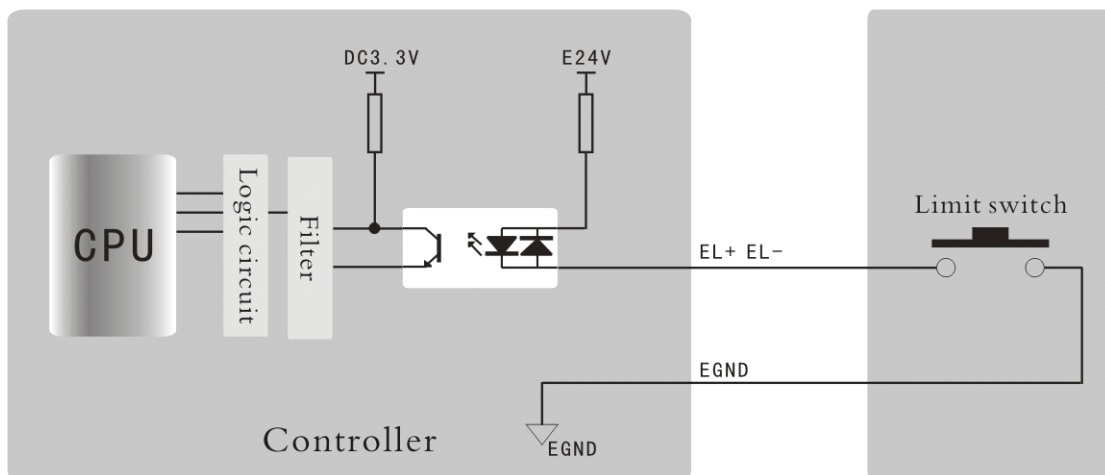 DC3.3V
E24V
CPU
Logic circuit
Filter
Limit switch
EL+ EL-
EGND
EGND
Controller